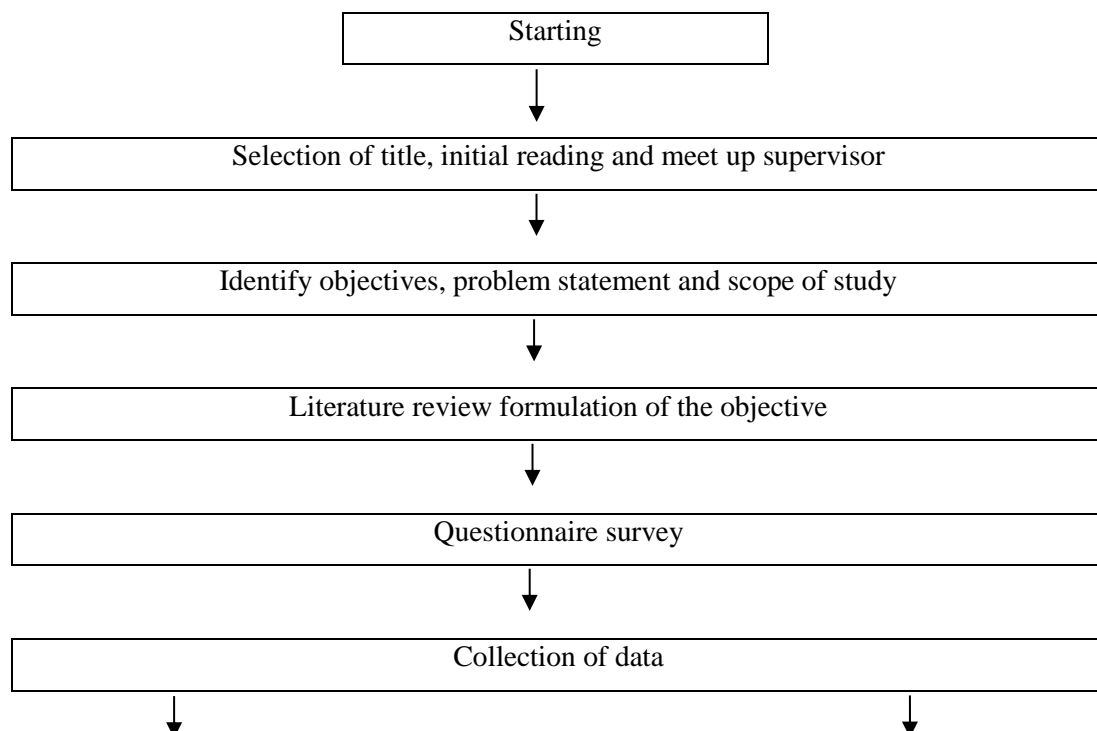 Starting
Selection of title, initial reading and meet up supervisor
Identify objectives, problem statement and scope of study
Literature review formulation of the objective
Questionnaire survey
Collection of data